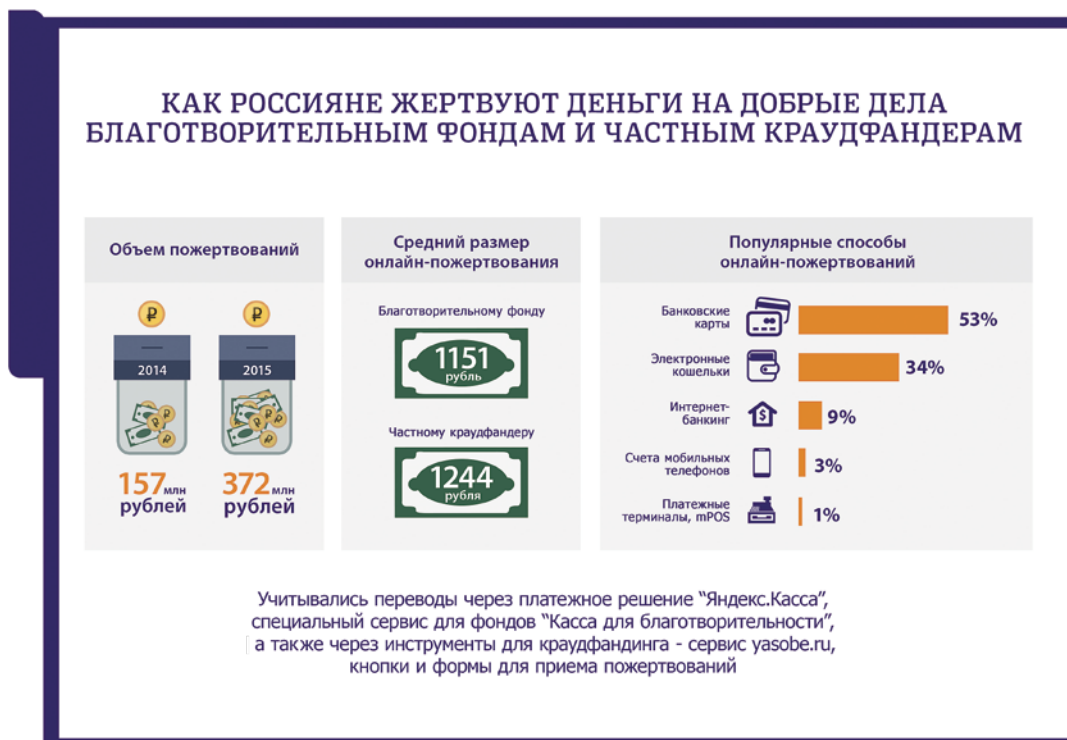 КАК РОССИЯНЕ ЖЕРТВУЮТ ДЕНЬГИ НА ДОБРЫЕ ДЕЛА
БЛАГОТВОРИТЕЛЬНЫМ ФОНДАМ И ЧАСТНЫМ КРАУДФАНДЕРАМ
Объем пожертвований
₽
2014
157 млн
рублей
₽
2015
372 млн
рублей
Средний размер
онлайн-пожертвования
Благотворительному фонду
1151
рубль
Частному краудфандеру
1244
рубля
Популярные способы
онлайн-пожертвований
Банковские
карты
53%
Электронные
кошельки
34%
Интернет-
банкинг
$
9%
Счета мобильных
телефонов
3%
Платежные
терминалы, mPOS
1%
Учитывались переводы через платежное решение “Яндекс.Касса”,
специальный сервис для фондов “Касса для благотворительности”,
а также через инструменты для краудфандинга - сервис yasobe.ru,
кнопки и формы для приема пожертвований